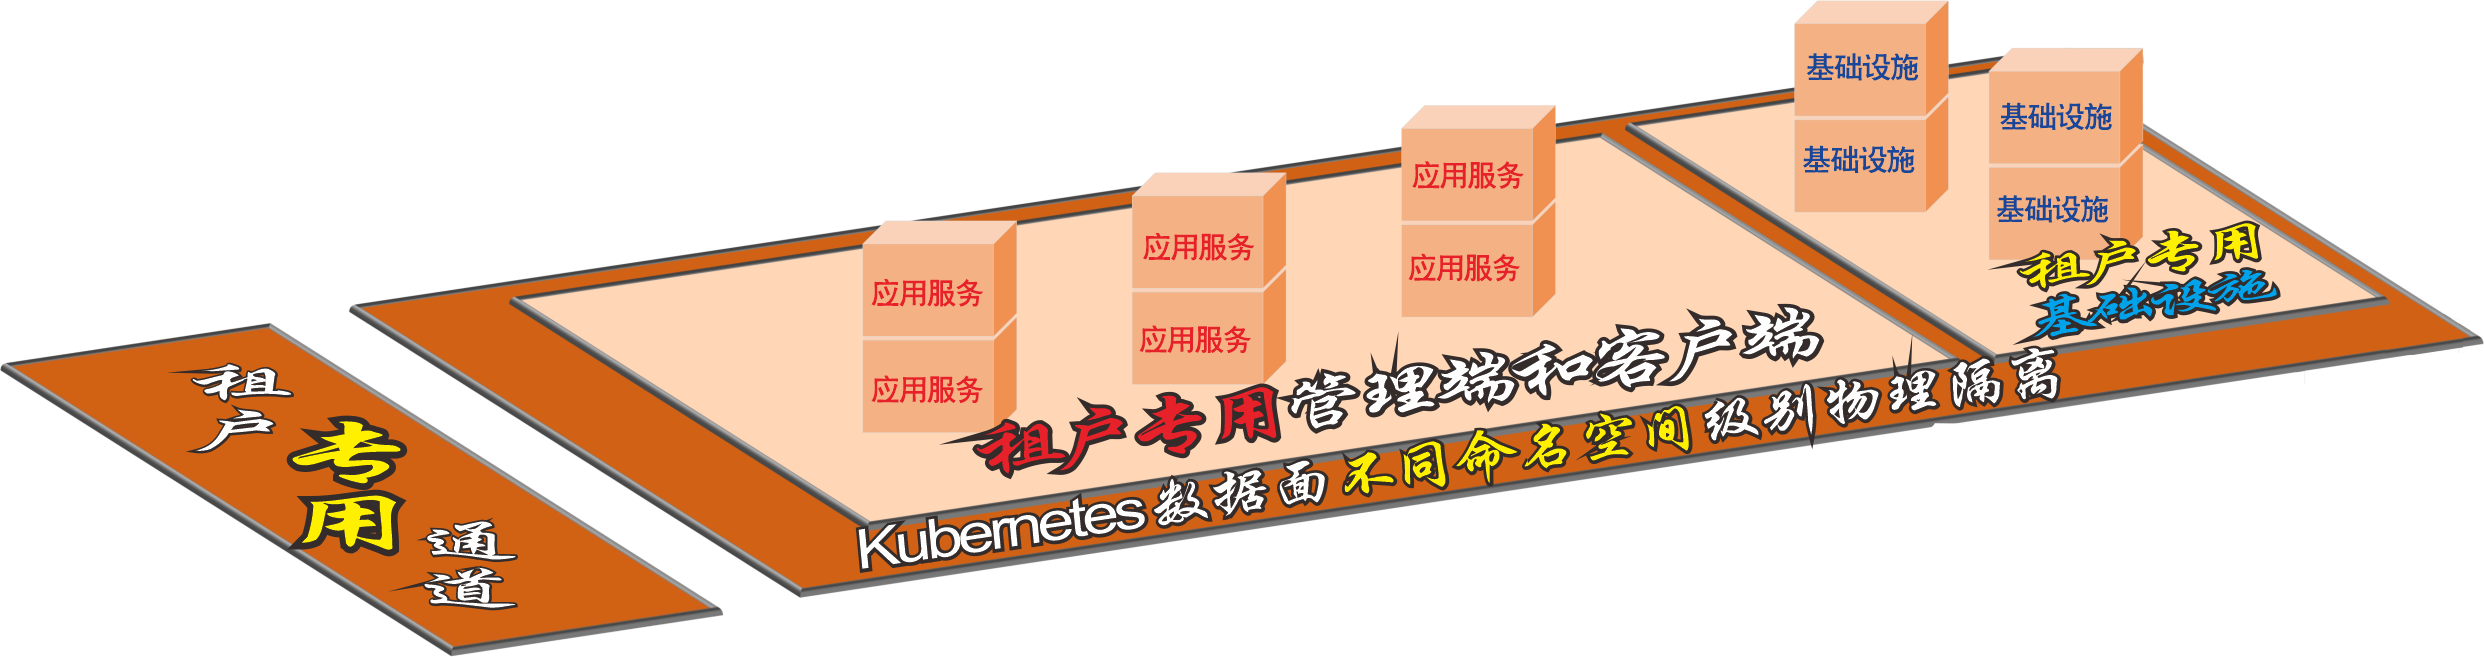 基础设施
基础设施
基础设施
基础设施
应用服务
应用服务
应用服务
应用服务
应用服务
应用服务
租户专用
基础设施
租户专用管理端和客户端
Kubernetes数据面不同命名空间级别物理隔离
租户
专用
通道